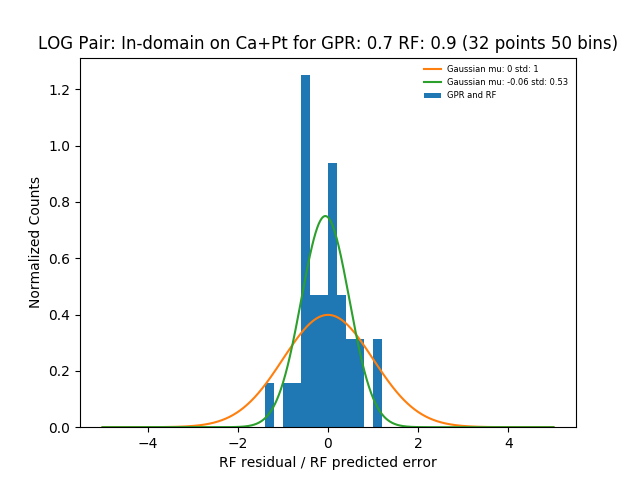 LOG Pair: In-domain on Ca+Pt for GPR: 0.7 RF: 0.9 (32 points 50 bins)
Gaussian mu: 0 std: 1
Gaussian mu: -0.06 std: 0.53
GPR and RF
Normalized Counts
1.2
1.0
0.8
0.6
0.4
0.2
0.0
−4
−2
0
2
4
RF residual / RF predicted error